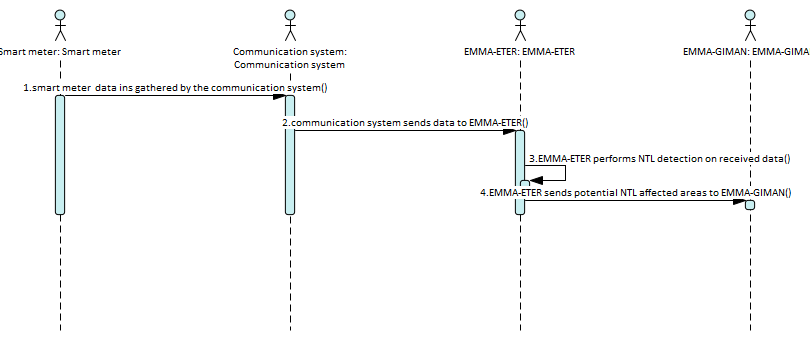 Smart meter: Smart meter
Communication system:
Communication system
EMMA-ETER: EMMA-ETER
EMMA-GIMAN: EMMA-GIMA
1.smart meter data ins gathered by the communication system()
2.communication system sends data to EMMA-ETER()
3.EMMA-ETER performs NTL detection on received data()
4.EMMA-ETER sends potential NTL affected areas to EMMA-GIMAN()